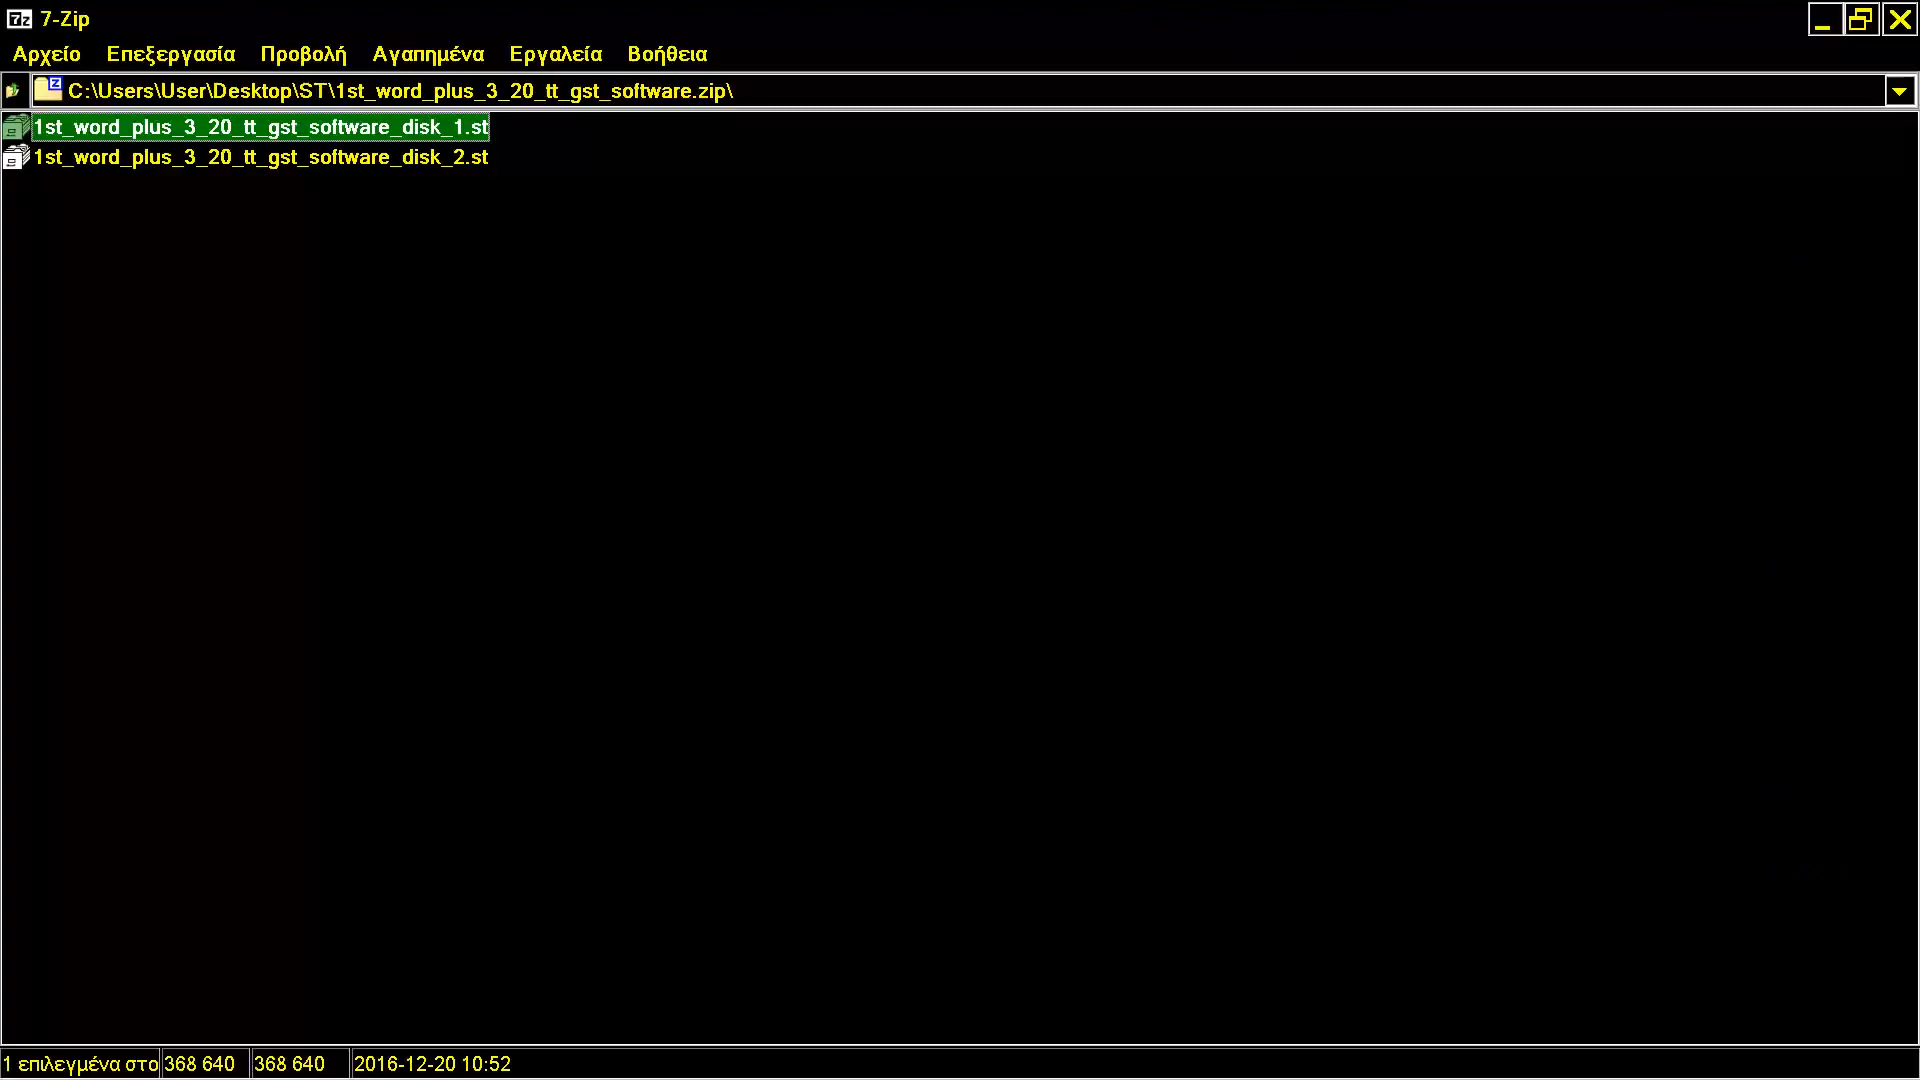 7-Zip
Αρχείο Επεξεργασία Προβολή Αγαπημένα Εργαλεία Βοήθεια
C:\Users\User\Desktop\ST\1st_word_plus_3_20_tt_gst_software.zip\
1st_word_plus_3_20_tt_gst_software_disk_1.st
1st_word_plus_3_20_tt_gst_software_disk_2.st
1 επιλεγμένα στο 368 640 368 640 2016-12-20 10:52